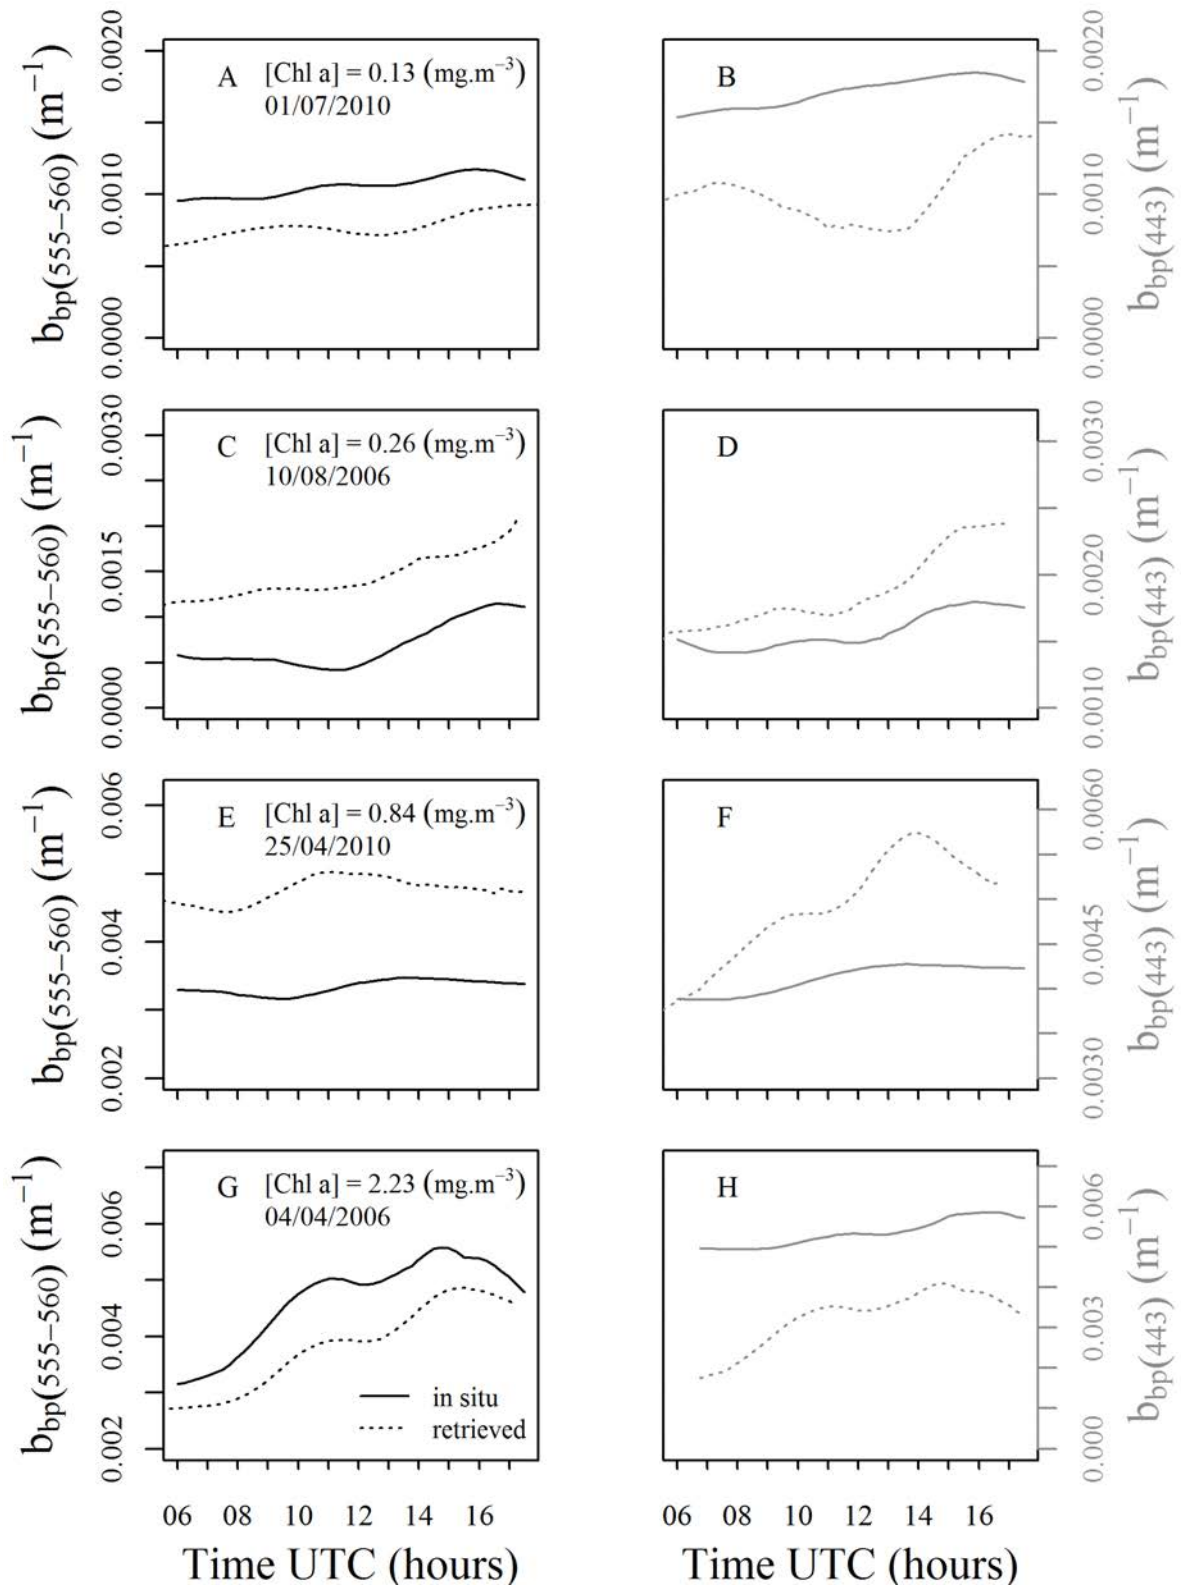 A [Chl a] = 0.13 (mg.m⁻³)
01/07/2010
b_bp(555−560) (m⁻¹)
0.0020
0.0010
0.0000
B
0.0020
0.0010
0.0000
b_bp(443) (m⁻¹)
C [Chl a] = 0.26 (mg.m⁻³)
10/08/2006
b_bp(555−560) (m⁻¹)
0.0030
0.0015
0.0000
D
0.0030
0.0020
0.0010
b_bp(443) (m⁻¹)
E [Chl a] = 0.84 (mg.m⁻³)
25/04/2010
b_bp(555−560) (m⁻¹)
0.006
0.004
0.002
F
0.0060
0.0045
0.0030
b_bp(443) (m⁻¹)
G [Chl a] = 2.23 (mg.m⁻³)
04/04/2006
b_bp(555−560) (m⁻¹)
0.006
0.004
0.002
in situ
retrieved
H
0.006
0.003
0.000
b_bp(443) (m⁻¹)
06 08 10 12 14 16
06 08 10 12 14 16
Time UTC (hours)
Time UTC (hours)